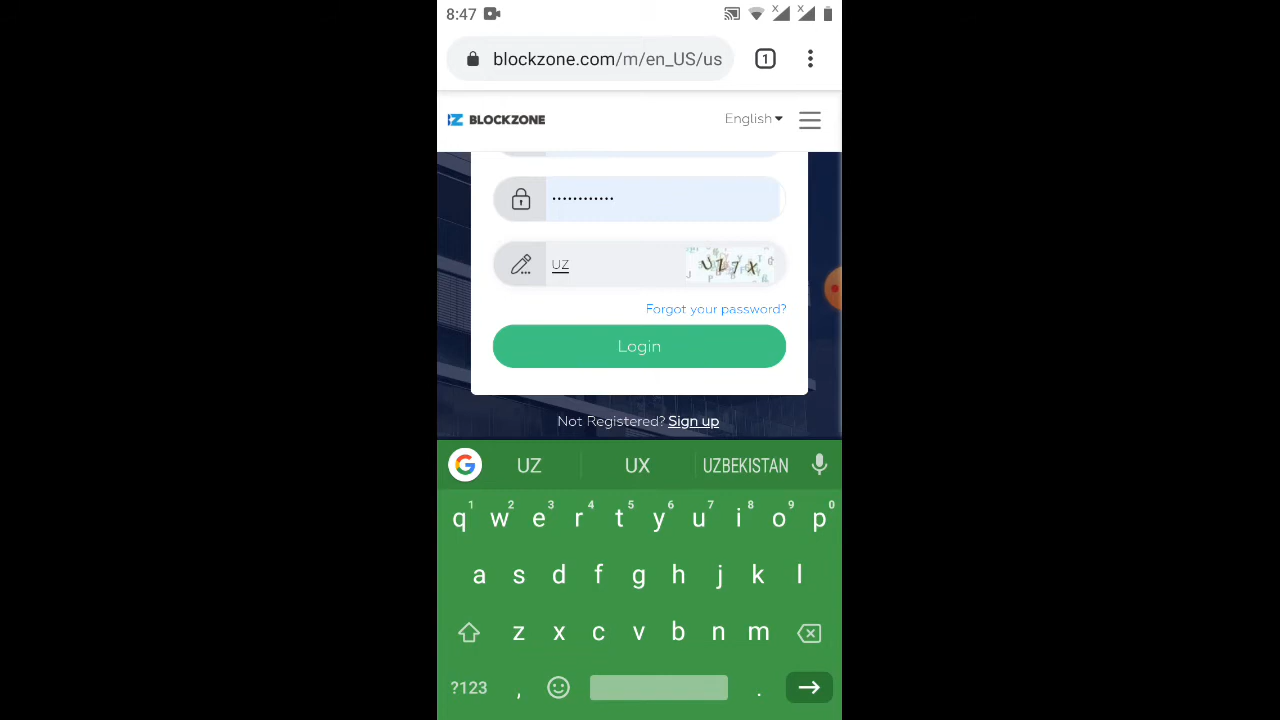 8:47
blockzone.com/m/en_US/us
1
BLOCKZONE
English
••••••••••••
UZ
UZ7X
Forgot your password?
Login
Not Registered? Sign up
UZ UX UZBEKISTAN
1 2 3 4 5 6 7 8 9 0
q w e r t y u i o p
a s d f g h j k l
z x c v b n m
?123 , .